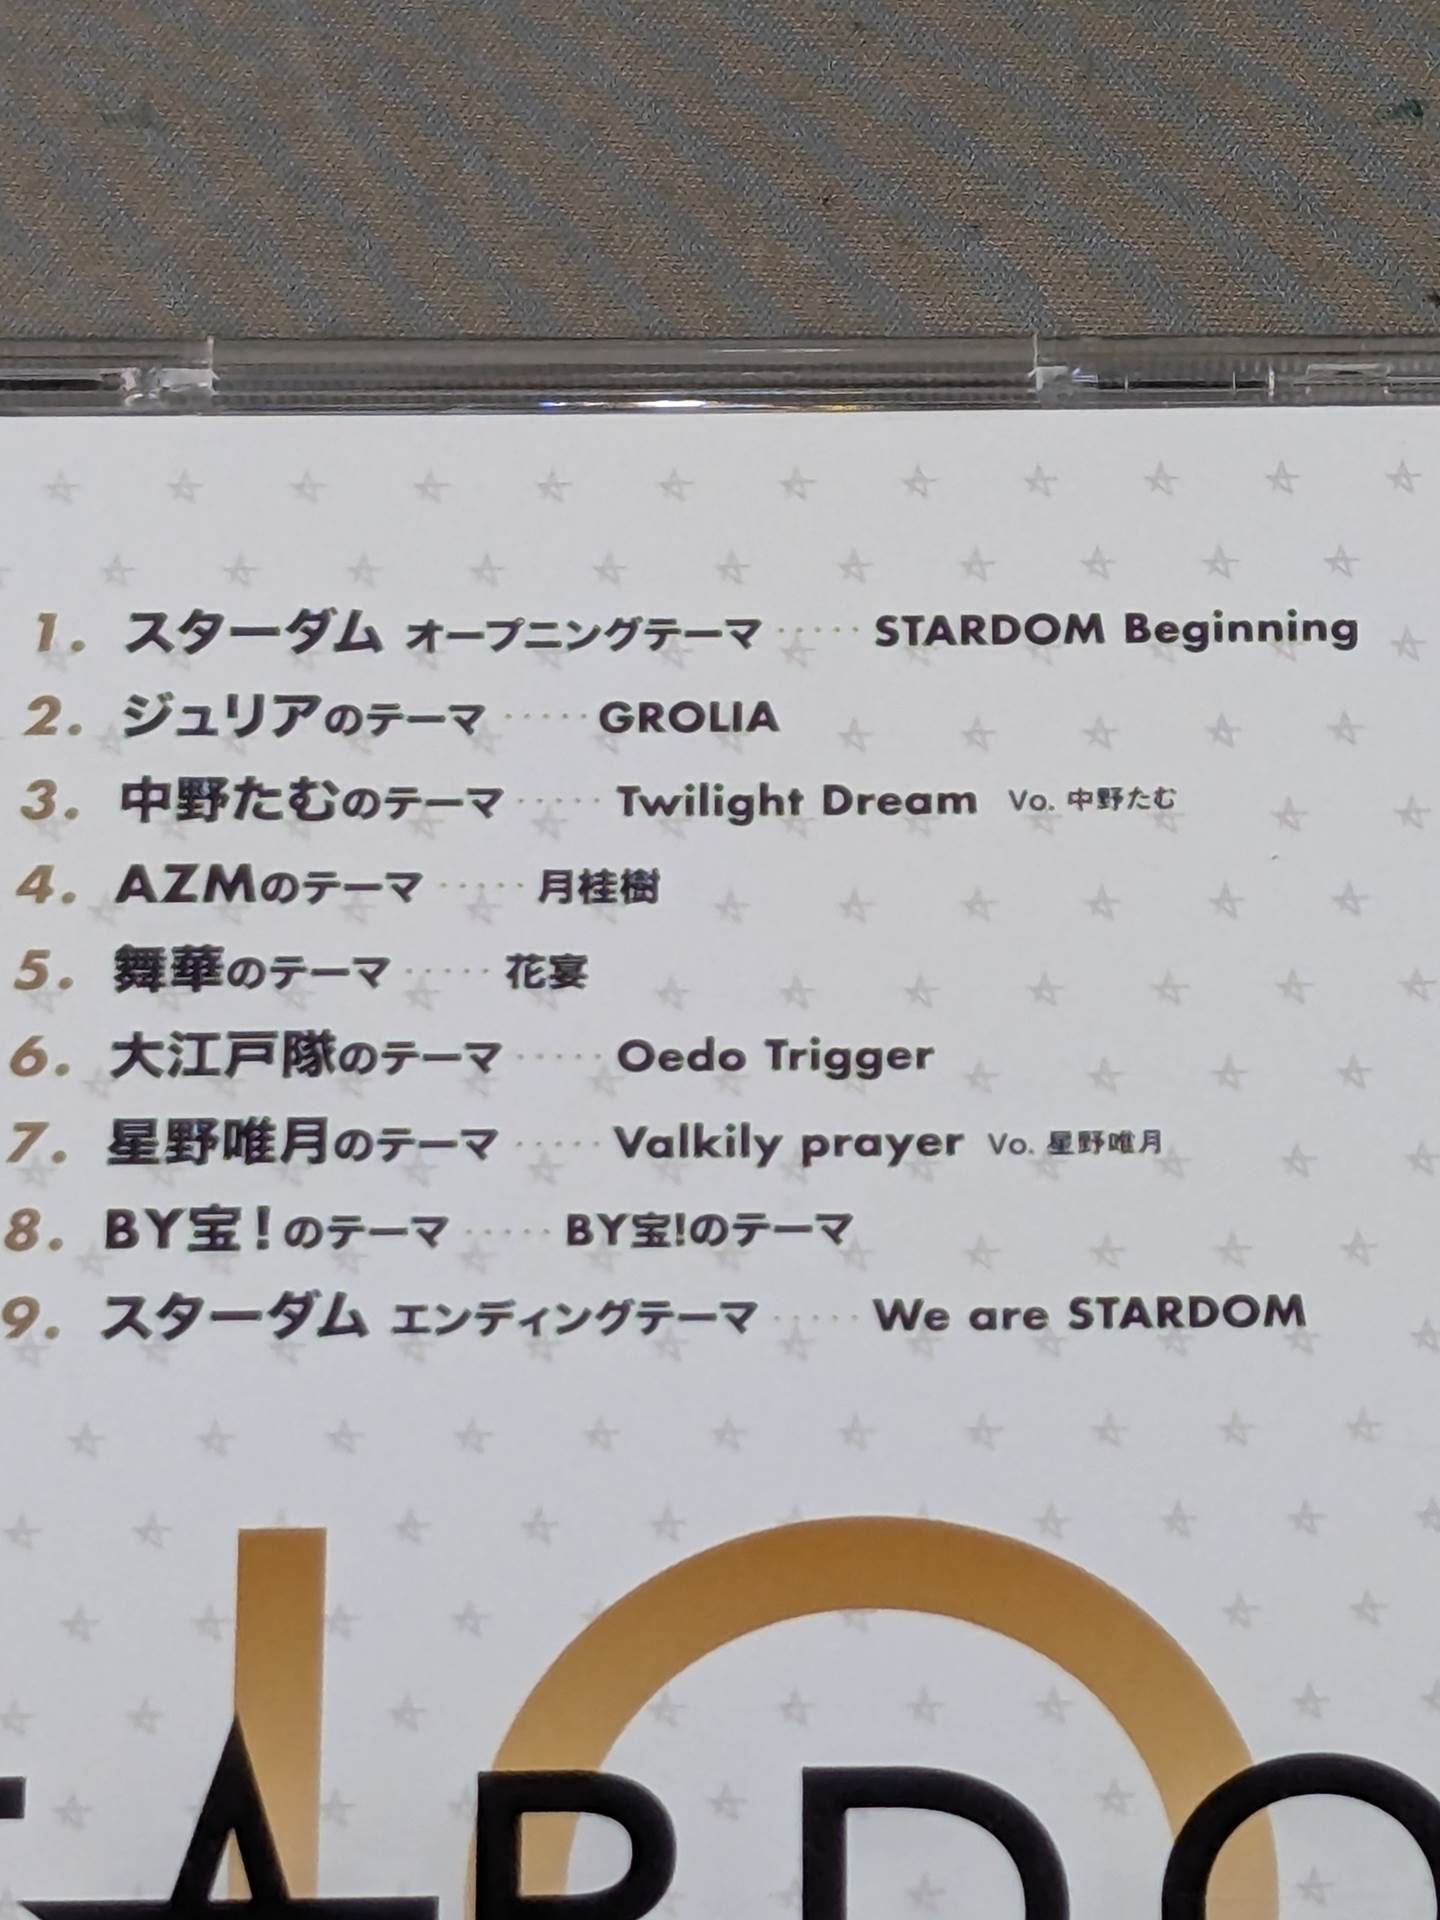 1. スターダム オープニングテーマ ····· STARDOM Beginning
2. ジュリアのテーマ ····· GROLIA
3. 中野たむのテーマ ····· Twilight Dream Vo. 中野たむ
4. AZMのテーマ ····· 月桂樹
5. 舞華のテーマ ····· 花宴
6. 大江戸隊のテーマ ····· Oedo Trigger
7. 星野唯月のテーマ ····· Valkily prayer Vo. 星野唯月
8. BY宝!のテーマ ····· BY宝!のテーマ
9. スターダム エンディングテーマ ····· We are STARDOM
10
TARDO